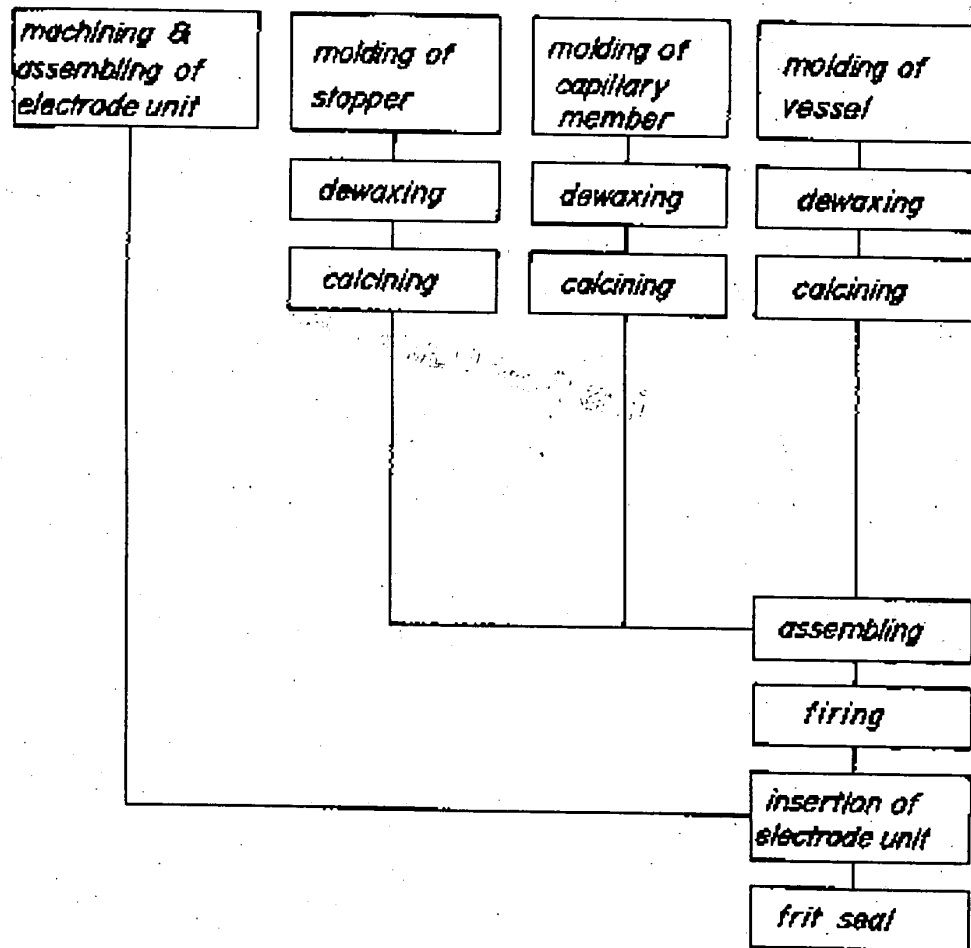 machining &
assembling of
electrode unit
molding of
stopper
molding of
capillary
member
molding of
vessel
dewaxing
dewaxing
dewaxing
calcining
calcining
calcining
assembling
firing
insertion of
electrode unit
frit seal